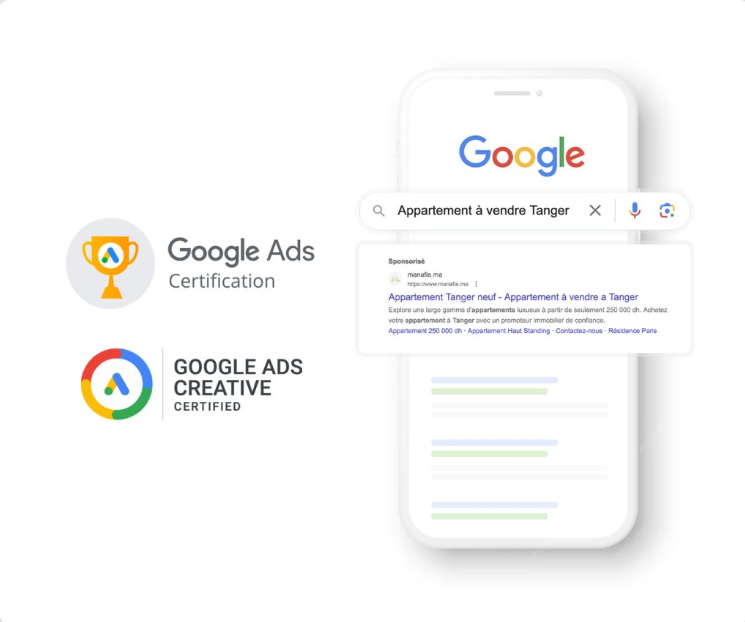 Google Ads
Certification
GOOGLE ADS
CREATIVE
CERTIFIED
Google
Appartement à vendre Tanger
Sponsorisé
manafie.ma
https://www.manafie.ma
Appartement Tanger neuf - Appartement à vendre a Tanger
Explore une large gamme d'appartements luxueux à partir de seulement 250 000 dh. Achetez
votre appartement à Tanger avec un promoteur immobilier de confiance.
Appartement 250 000 dh · Appartement Haut Standing · Contactez-nous · Résidence Paris